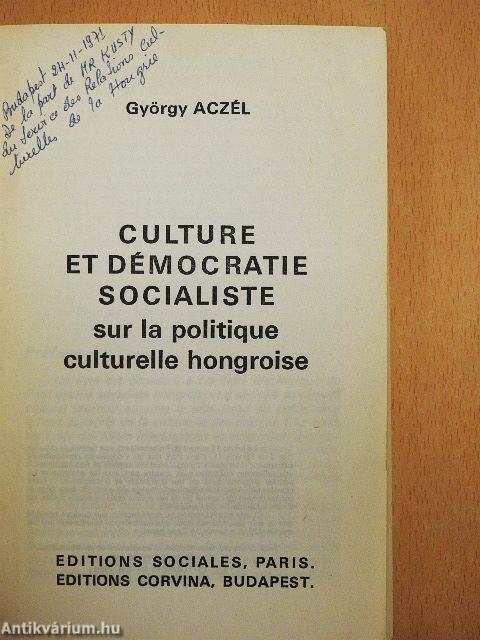 Budapest 24-11-1971
De la part de MR KUSTY
du Service des Relations Cul-
turelles de la Hongrie
György ACZÉL
CULTURE
ET DÉMOCRATIE
SOCIALISTE
sur la politique
culturelle hongroise
EDITIONS SOCIALES, PARIS.
EDITIONS CORVINA, BUDAPEST.
Antikvárium.hu